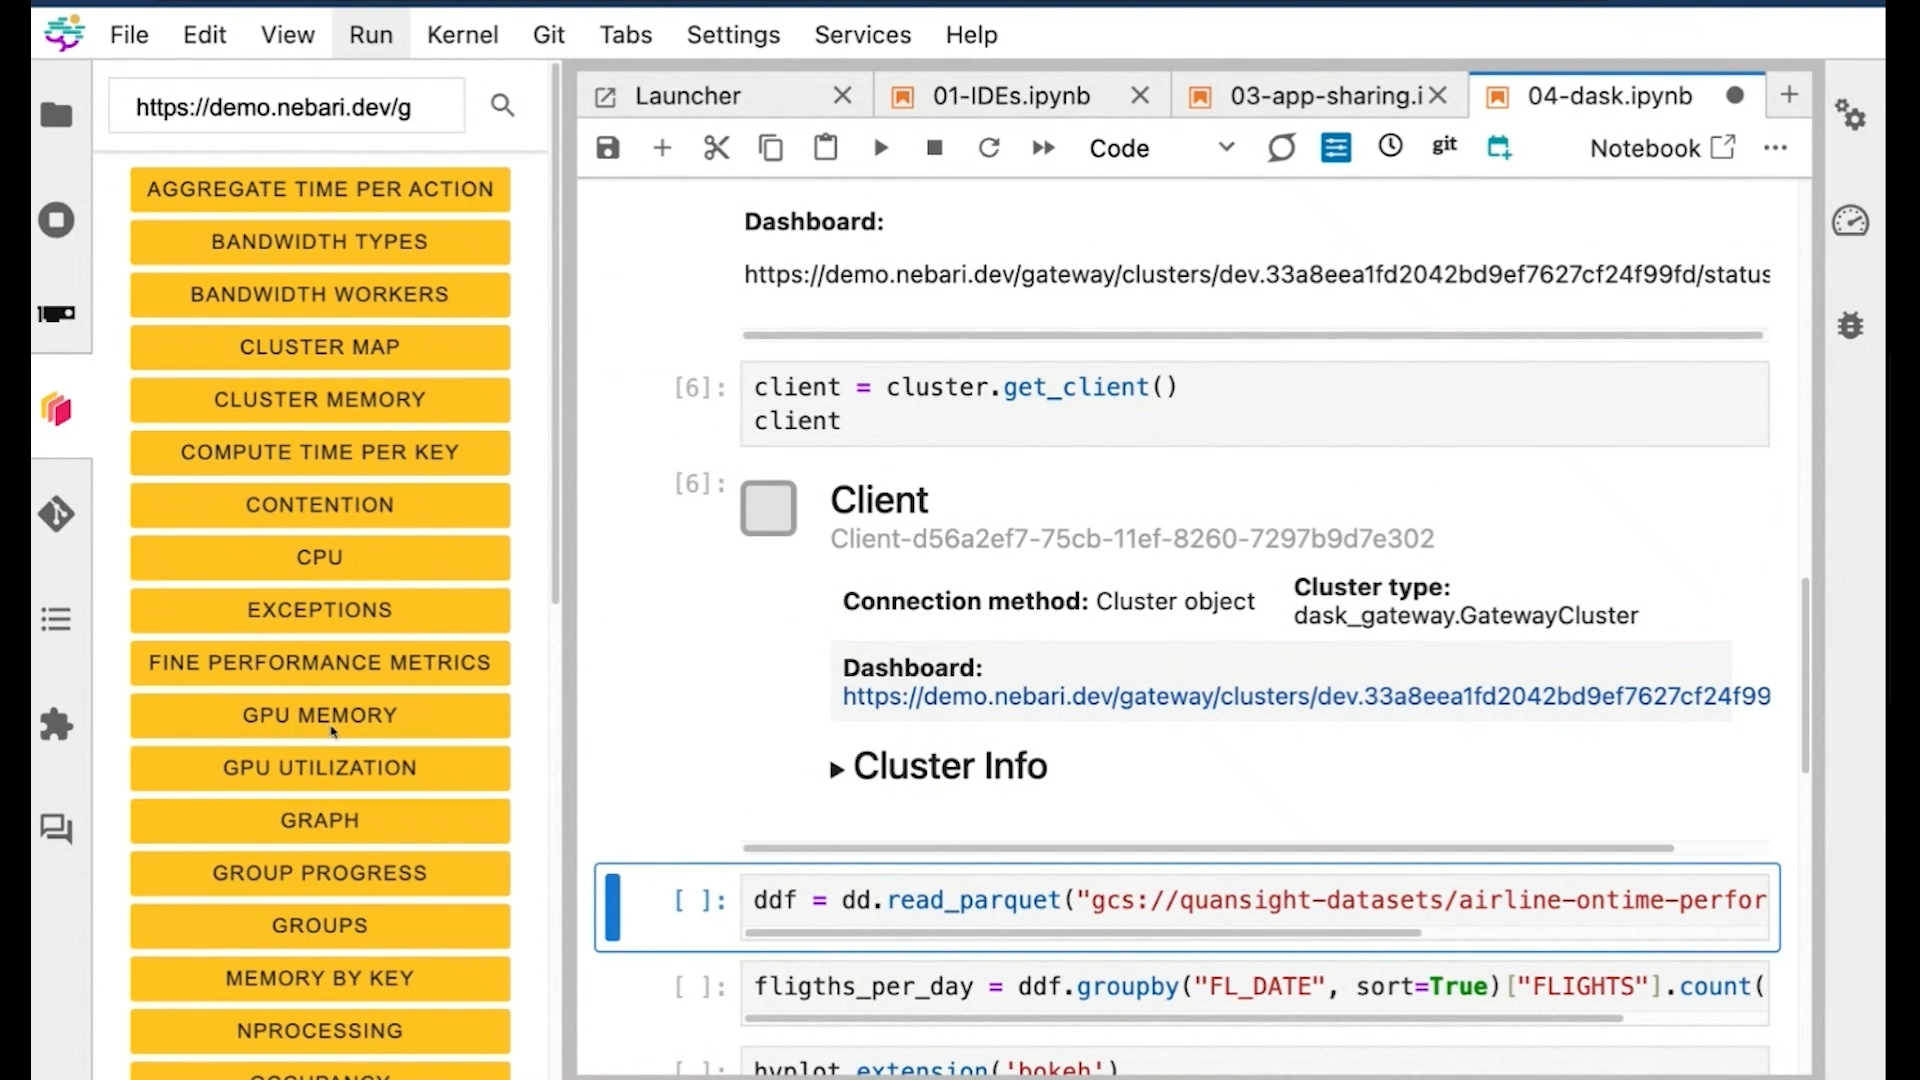 File Edit View Run Kernel Git Tabs Settings Services Help
https://demo.nebari.dev/g
AGGREGATE TIME PER ACTION
BANDWIDTH TYPES
BANDWIDTH WORKERS
CLUSTER MAP
CLUSTER MEMORY
COMPUTE TIME PER KEY
CONTENTION
CPU
EXCEPTIONS
FINE PERFORMANCE METRICS
GPU MEMORY
GPU UTILIZATION
GRAPH
GROUP PROGRESS
GROUPS
MEMORY BY KEY
NPROCESSING
OCCUPANCY
Launcher 01-IDEs.ipynb 03-app-sharing.i 04-dask.ipynb
Code git Notebook
Dashboard:
https://demo.nebari.dev/gateway/clusters/dev.33a8eea1fd2042bd9ef7627cf24f99fd/status
[6]: client = cluster.get_client()
client
[6]: Client
Client-d56a2ef7-75cb-11ef-8260-7297b9d7e302
Connection method: Cluster object
Cluster type:
dask_gateway.GatewayCluster
Dashboard:
https://demo.nebari.dev/gateway/clusters/dev.33a8eea1fd2042bd9ef7627cf24f99
Cluster Info
[ ]: ddf = dd.read_parquet("gcs://quansight-datasets/airline-ontime-perfor
[ ]: fligths_per_day = ddf.groupby("FL_DATE", sort=True)["FLIGHTS"].count(
[ ]: hvplot.extension('bokeh')